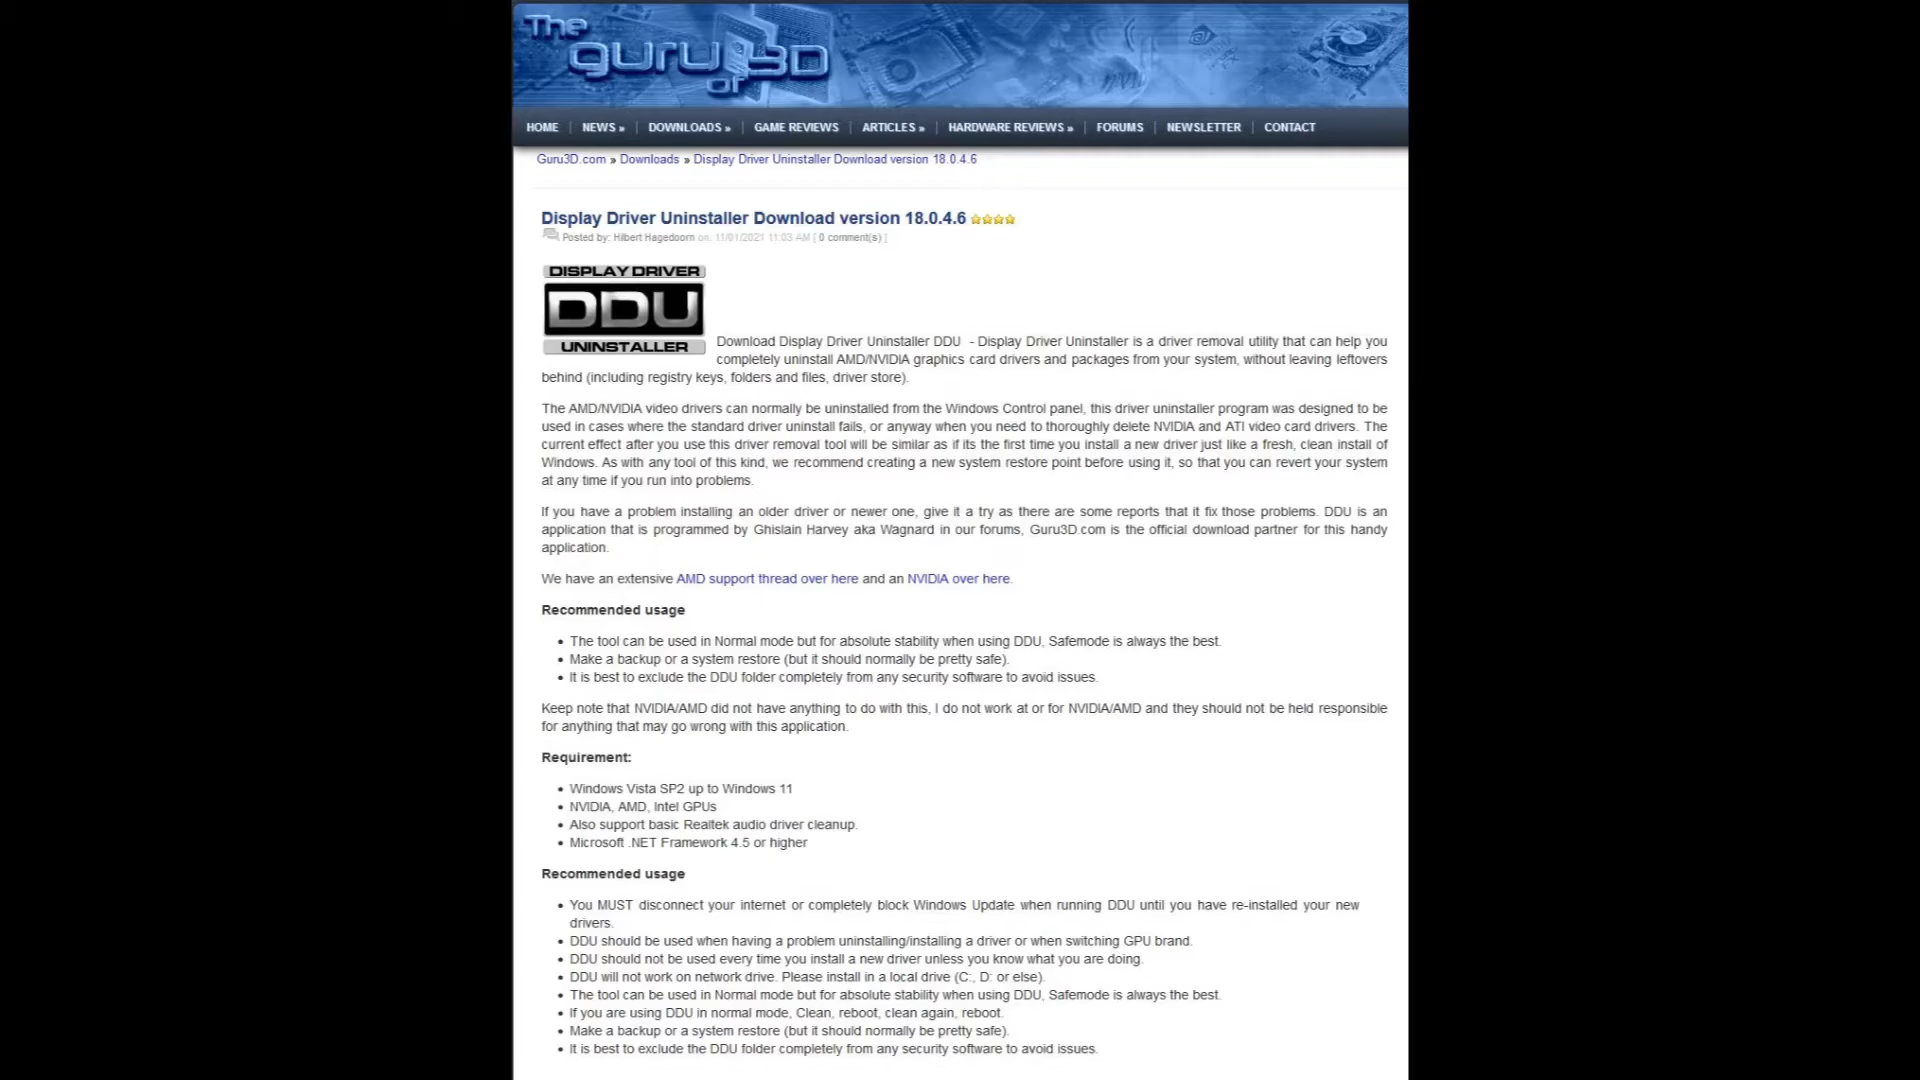 The
guru
of 3D
HOME NEWS » DOWNLOADS » GAME REVIEWS ARTICLES » HARDWARE REVIEWS » FORUMS NEWSLETTER CONTACT
Guru3D.com » Downloads » Display Driver Uninstaller Download version 18.0.4.6
Display Driver Uninstaller Download version 18.0.4.6
Posted by: Hilbert Hagedoorn on: 11/01/2021 11:03 AM [ 0 comment(s) ]
DISPLAY DRIVER
DDU
UNINSTALLER
Download Display Driver Uninstaller DDU - Display Driver Uninstaller is a driver removal utility that can help you
completely uninstall AMD/NVIDIA graphics card drivers and packages from your system, without leaving leftovers
behind (including registry keys, folders and files, driver store).
The AMD/NVIDIA video drivers can normally be uninstalled from the Windows Control panel, this driver uninstaller program was designed to be
used in cases where the standard driver uninstall fails, or anyway when you need to thoroughly delete NVIDIA and ATI video card drivers. The
current effect after you use this driver removal tool will be similar as if its the first time you install a new driver just like a fresh, clean install of
Windows. As with any tool of this kind, we recommend creating a new system restore point before using it, so that you can revert your system
at any time if you run into problems.
If you have a problem installing an older driver or newer one, give it a try as there are some reports that it fix those problems. DDU is an
application that is programmed by Ghislain Harvey aka Wagnard in our forums, Guru3D.com is the official download partner for this handy
application.
We have an extensive AMD support thread over here and an NVIDIA over here.
Recommended usage
• The tool can be used in Normal mode but for absolute stability when using DDU, Safemode is always the best.
• Make a backup or a system restore (but it should normally be pretty safe).
• It is best to exclude the DDU folder completely from any security software to avoid issues.
Keep note that NVIDIA/AMD did not have anything to do with this, I do not work at or for NVIDIA/AMD and they should not be held responsible
for anything that may go wrong with this application.
Requirement:
• Windows Vista SP2 up to Windows 11
• NVIDIA, AMD, Intel GPUs
• Also support basic Realtek audio driver cleanup.
• Microsoft .NET Framework 4.5 or higher
Recommended usage
• You MUST disconnect your internet or completely block Windows Update when running DDU until you have re-installed your new
drivers.
• DDU should be used when having a problem uninstalling/installing a driver or when switching GPU brand.
• DDU should not be used every time you install a new driver unless you know what you are doing.
• DDU will not work on network drive. Please install in a local drive (C:, D: or else).
• The tool can be used in Normal mode but for absolute stability when using DDU, Safemode is always the best.
• If you are using DDU in normal mode, Clean, reboot, clean again, reboot.
• Make a backup or a system restore (but it should normally be pretty safe).
• It is best to exclude the DDU folder completely from any security software to avoid issues.